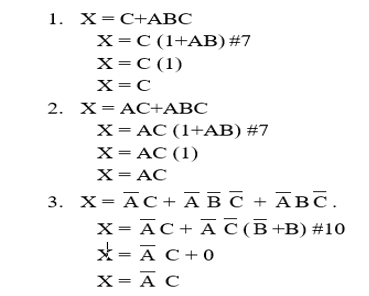 1. X = C+ABC
X = C (1+AB) #7
X = C (1)
X = C
2. X = AC+ABC
X = AC (1+AB) #7
X = AC (1)
X = AC
3. X = A̅ C + A̅ B̅ C̅ + A̅ B C̅ .
X = A̅ C + A̅ C̅ ( B̅ +B) #10
X = A̅ C + 0
X = A̅ C